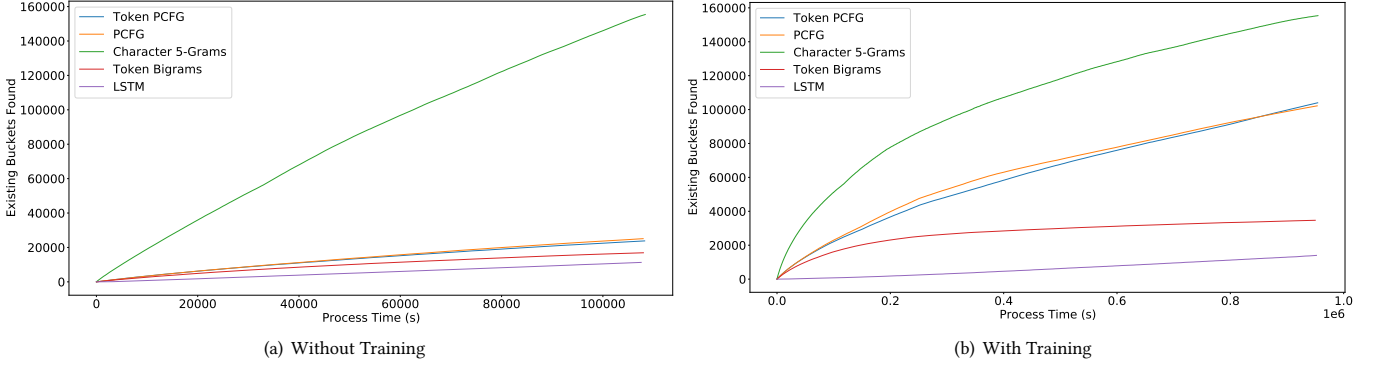 160000
140000
120000
100000
80000
60000
40000
20000
0
Existing Buckets Found
Token PCFG
PCFG
Character 5-Grams
Token Bigrams
LSTM
0 20000 40000 60000 80000 100000
Process Time (s)
(a) Without Training
160000
140000
120000
100000
80000
60000
40000
20000
0
Existing Buckets Found
Token PCFG
PCFG
Character 5-Grams
Token Bigrams
LSTM
0.0 0.2 0.4 0.6 0.8 1.0
1e6
Process Time (s)
(b) With Training